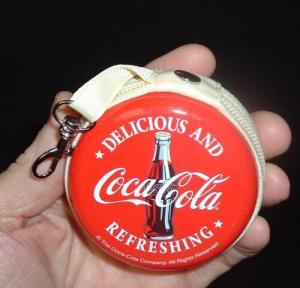 ★ DELICIOUS AND ★
Coca-Cola
REFRESHING
© The Coca-Cola Company. All Rights Reserved